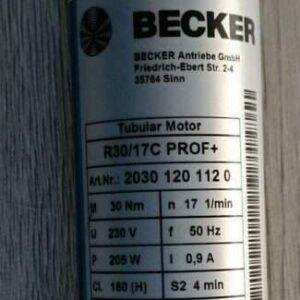 BECKER
BECKER Antriebe GmbH
Friedrich-Ebert Str. 2-4
35764 Sinn
Tubular Motor
R30/17C PROF+
Art.Nr.: 2030 120 112 0
M 30 Nm n 17 1/min
U 230 V f 50 Hz
P 205 W I 0,9 A
Cl. 180 (H) S2 4 min